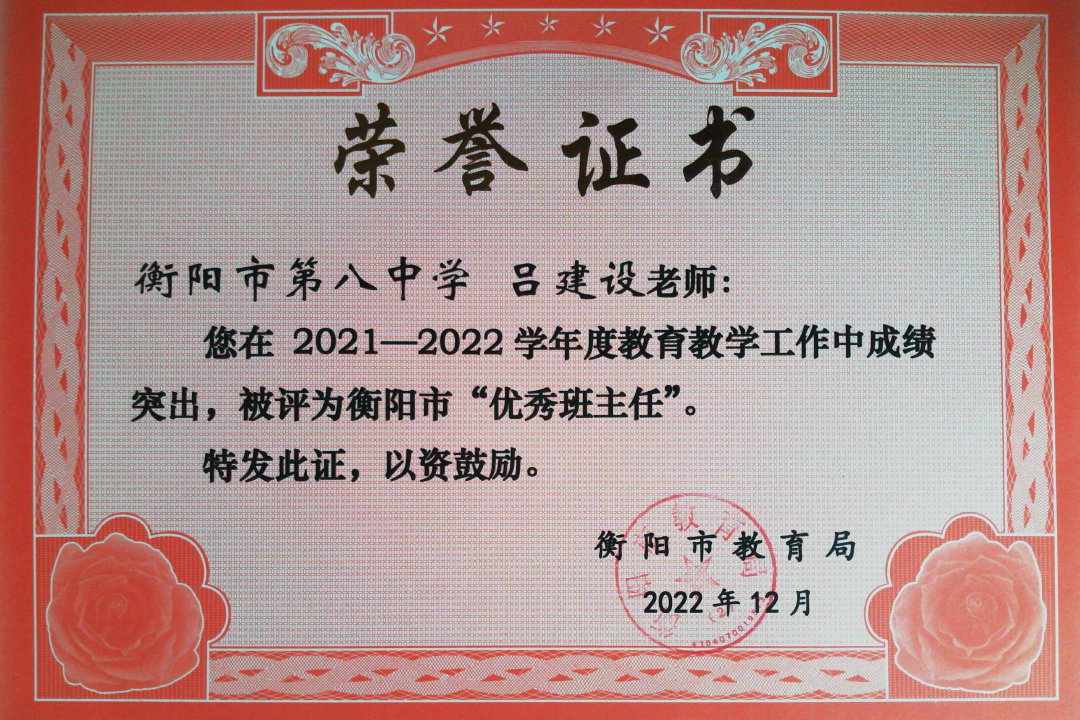 荣誉证书
衡阳市第八中学 吕建设老师：
您在 2021—2022 学年度教育教学工作中成绩
突出，被评为衡阳市“优秀班主任”。
特发此证，以资鼓励。
衡阳市教育局
2022 年 12 月